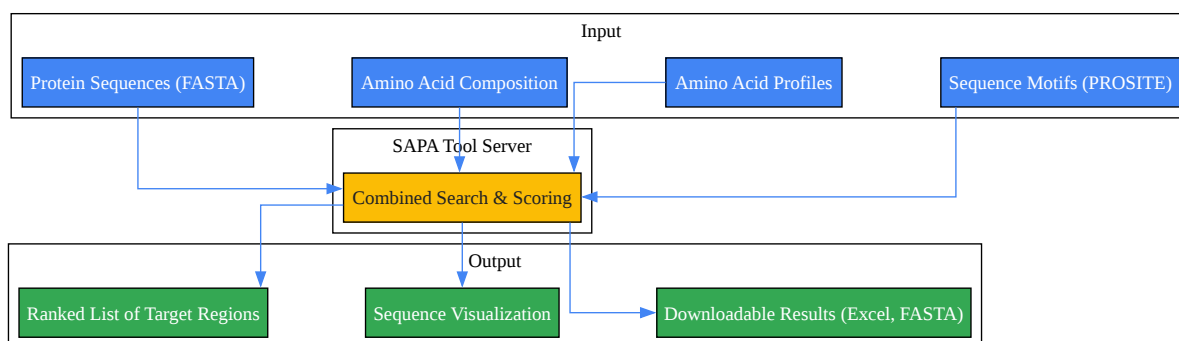 Input
Protein Sequences (FASTA)
Amino Acid Composition
Amino Acid Profiles
Sequence Motifs (PROSITE)
SAPA Tool Server
Combined Search & Scoring
Output
Ranked List of Target Regions
Sequence Visualization
Downloadable Results (Excel, FASTA)